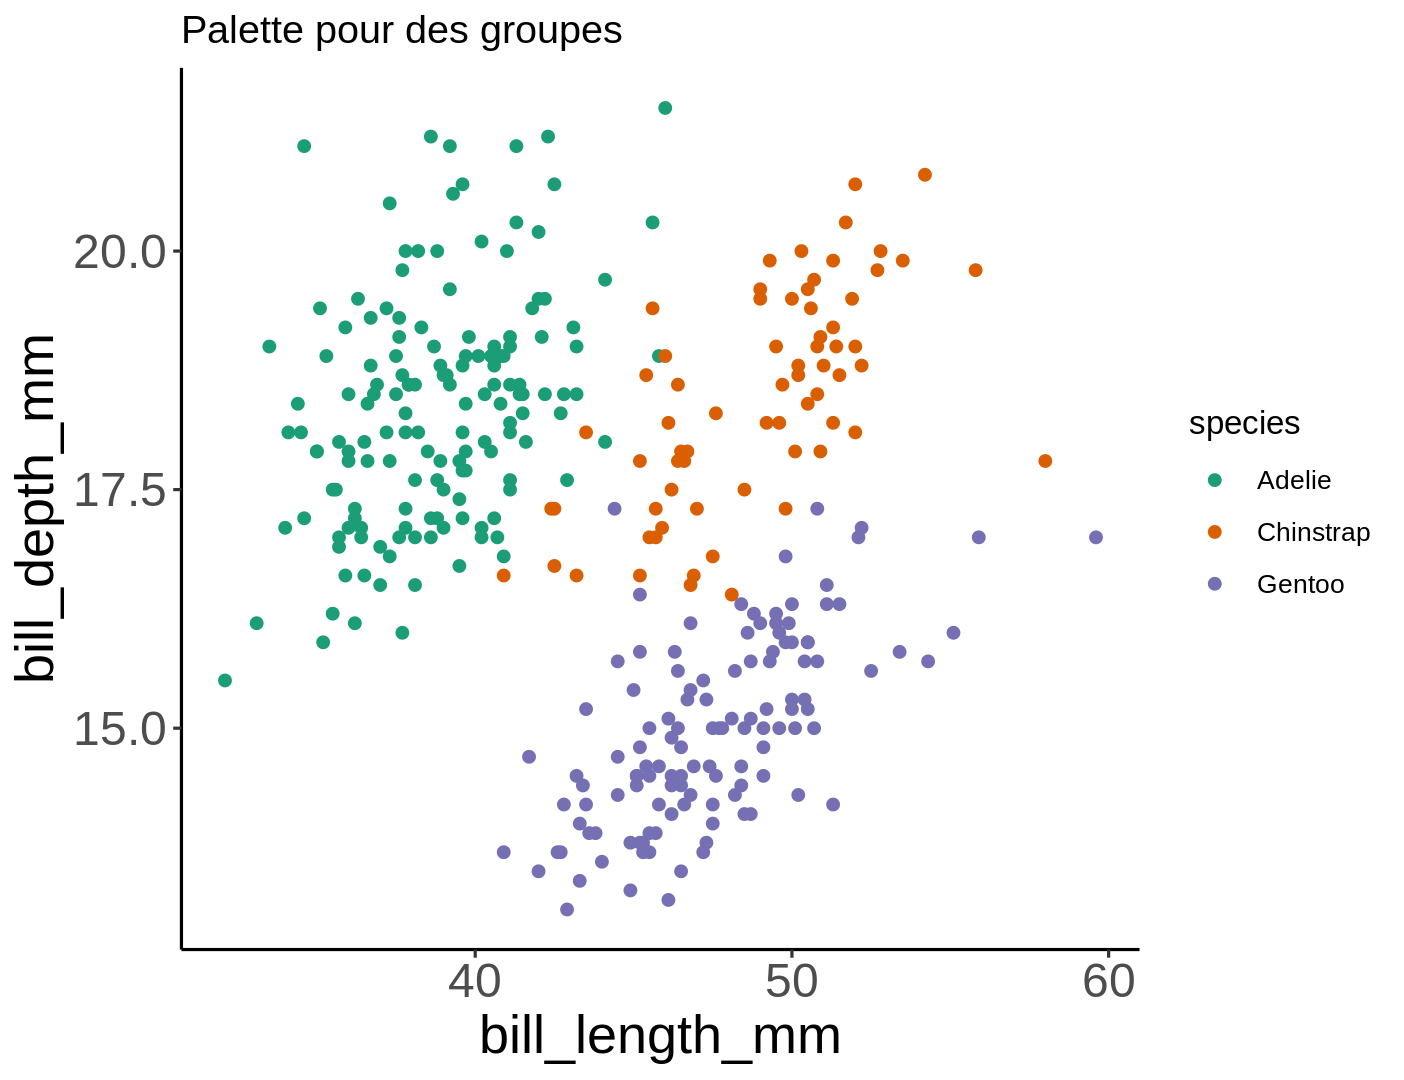 Palette pour des groupes
20.0
17.5
15.0
bill_depth_mm
40
50
60
bill_length_mm
species
Adelie
Chinstrap
Gentoo